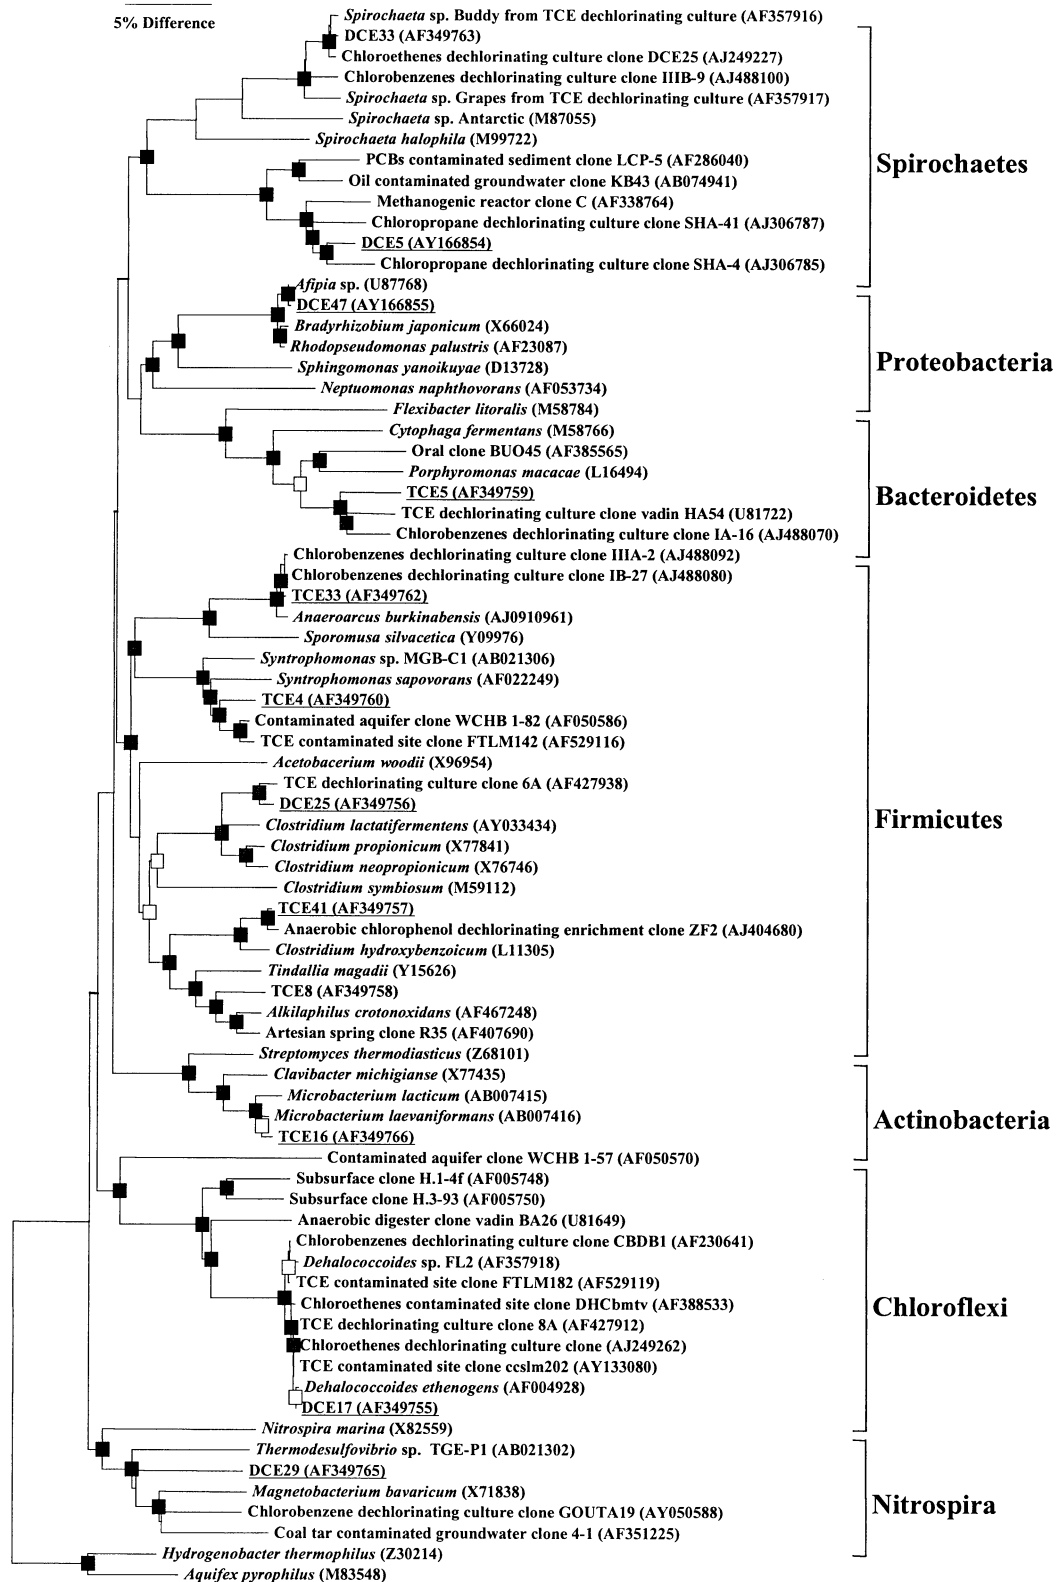 5% Difference
Spirochaeta sp. Buddy from TCE dechlorinating culture (AF357916)
DCE33 (AF349763)
Chloroethenes dechlorinating culture clone DCE25 (AJ249227)
Chlorobenzenes dechlorinating culture clone IIIB-9 (AJ488100)
Spirochaeta sp. Grapes from TCE dechlorinating culture (AF357917)
Spirochaeta sp. Antarctic (M87055)
Spirochaeta halophila (M99722)
PCBs contaminated sediment clone LCP-5 (AF286040)
Oil contaminated groundwater clone KB43 (AB074941)
Methanogenic reactor clone C (AF338764)
Chloropropane dechlorinating culture clone SHA-41 (AJ306787)
DCE5 (AY166854)
Chloropropane dechlorinating culture clone SHA-4 (AJ306785)
Spirochaetes
Afipia sp. (U87768)
DCE47 (AY166855)
Bradyrhizobium japonicum (X66024)
Rhodopseudomonas palustris (AF23087)
Sphingomonas yanoikuyae (D13728)
Neptuomonas naphthovorans (AF053734)
Proteobacteria
Flexibacter litoralis (M58784)
Cytophaga fermentans (M58766)
Oral clone BUO45 (AF385565)
Porphyromonas macacae (L16494)
TCE5 (AF349759)
TCE dechlorinating culture clone vadin HA54 (U81722)
Chlorobenzenes dechlorinating culture clone IA-16 (AJ488070)
Bacteroidetes
Chlorobenzenes dechlorinating culture clone IIIA-2 (AJ488092)
Chlorobenzenes dechlorinating culture clone IB-27 (AJ488080)
TCE33 (AF349762)
Anaeroarcus burkinabensis (AJ0910961)
Sporomusa silvacetica (Y09976)
Syntrophomonas sp. MGB-C1 (AB021306)
Syntrophomonas sapovorans (AF022249)
TCE4 (AF349760)
Contaminated aquifer clone WCHB 1-82 (AF050586)
TCE contaminated site clone FTLM142 (AF529116)
Acetobacerium woodii (X96954)
TCE dechlorinating culture clone 6A (AF427938)
DCE25 (AF349756)
Clostridium lactatifermentens (AY033434)
Clostridium propionicum (X77841)
Clostridium neopropionicum (X76746)
Clostridium symbiosum (M59112)
TCE41 (AF349757)
Anaerobic chlorophenol dechlorinating enrichment clone ZF2 (AJ404680)
Clostridium hydroxybenzoicum (L11305)
Tindallia magadii (Y15626)
TCE8 (AF349758)
Alkilaphilus crotonoxidans (AF467248)
Artesian spring clone R35 (AF407690)
Firmicutes
Streptomyces thermodiasticus (Z68101)
Clavibacter michigianse (X77435)
Microbacterium lacticum (AB007415)
Microbacterium laevaniformans (AB007416)
TCE16 (AF349766)
Actinobacteria
Contaminated aquifer clone WCHB 1-57 (AF050570)
Subsurface clone H.1-4f (AF005748)
Subsurface clone H.3-93 (AF005750)
Anaerobic digester clone vadin BA26 (U81649)
Chlorobenzenes dechlorinating culture clone CBDB1 (AF230641)
Dehalococcoides sp. FL2 (AF357918)
TCE contaminated site clone FTLM182 (AF529119)
Chloroethenes contaminated site clone DHCbmtv (AF388533)
TCE dechlorinating culture clone 8A (AF427912)
Chloroethenes dechlorinating culture clone (AJ249262)
TCE contaminated site clone ccslm202 (AY133080)
Dehalococcoides ethenogens (AF004928)
DCE17 (AF349755)
Chloroflexi
Nitrospira marina (X82559)
Thermodesulfovibrio sp. TGE-P1 (AB021302)
DCE29 (AF349765)
Magnetobacterium bavaricum (X71838)
Chlorobenzene dechlorinating culture clone GOUTA19 (AY050588)
Coal tar contaminated groundwater clone 4-1 (AF351225)
Nitrospira
Hydrogenobacter thermophilus (Z30214)
Aquifex pyrophilus (M83548)